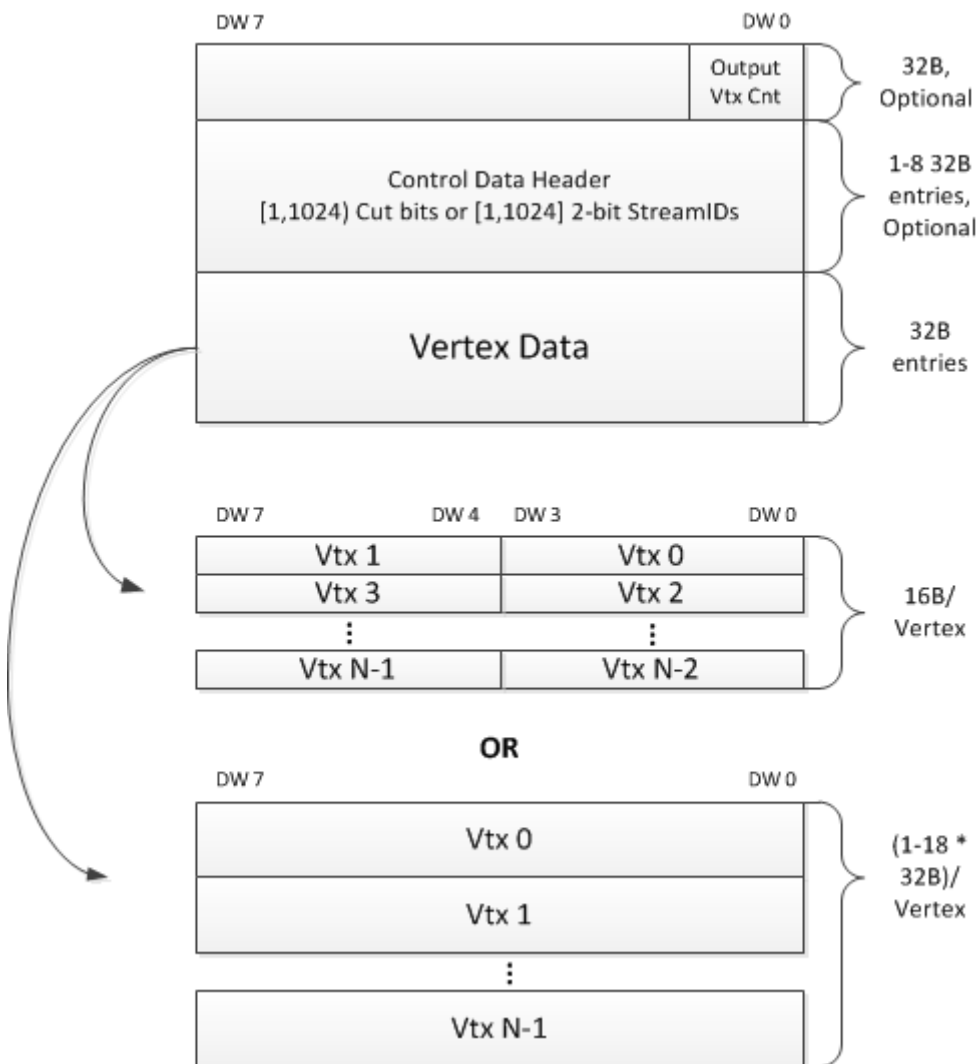 DW 7 DW 0
Output
Vtx Cnt
32B,
Optional
Control Data Header
[1,1024) Cut bits or [1,1024] 2-bit StreamIDs
1-8 32B
entries,
Optional
Vertex Data
32B
entries
DW 7 DW 4 DW 3 DW 0
Vtx 1 Vtx 0
Vtx 3 Vtx 2
Vtx N-1 Vtx N-2
16B/
Vertex
OR
DW 7 DW 0
Vtx 0
Vtx 1
Vtx N-1
(1-18 *
32B)/
Vertex